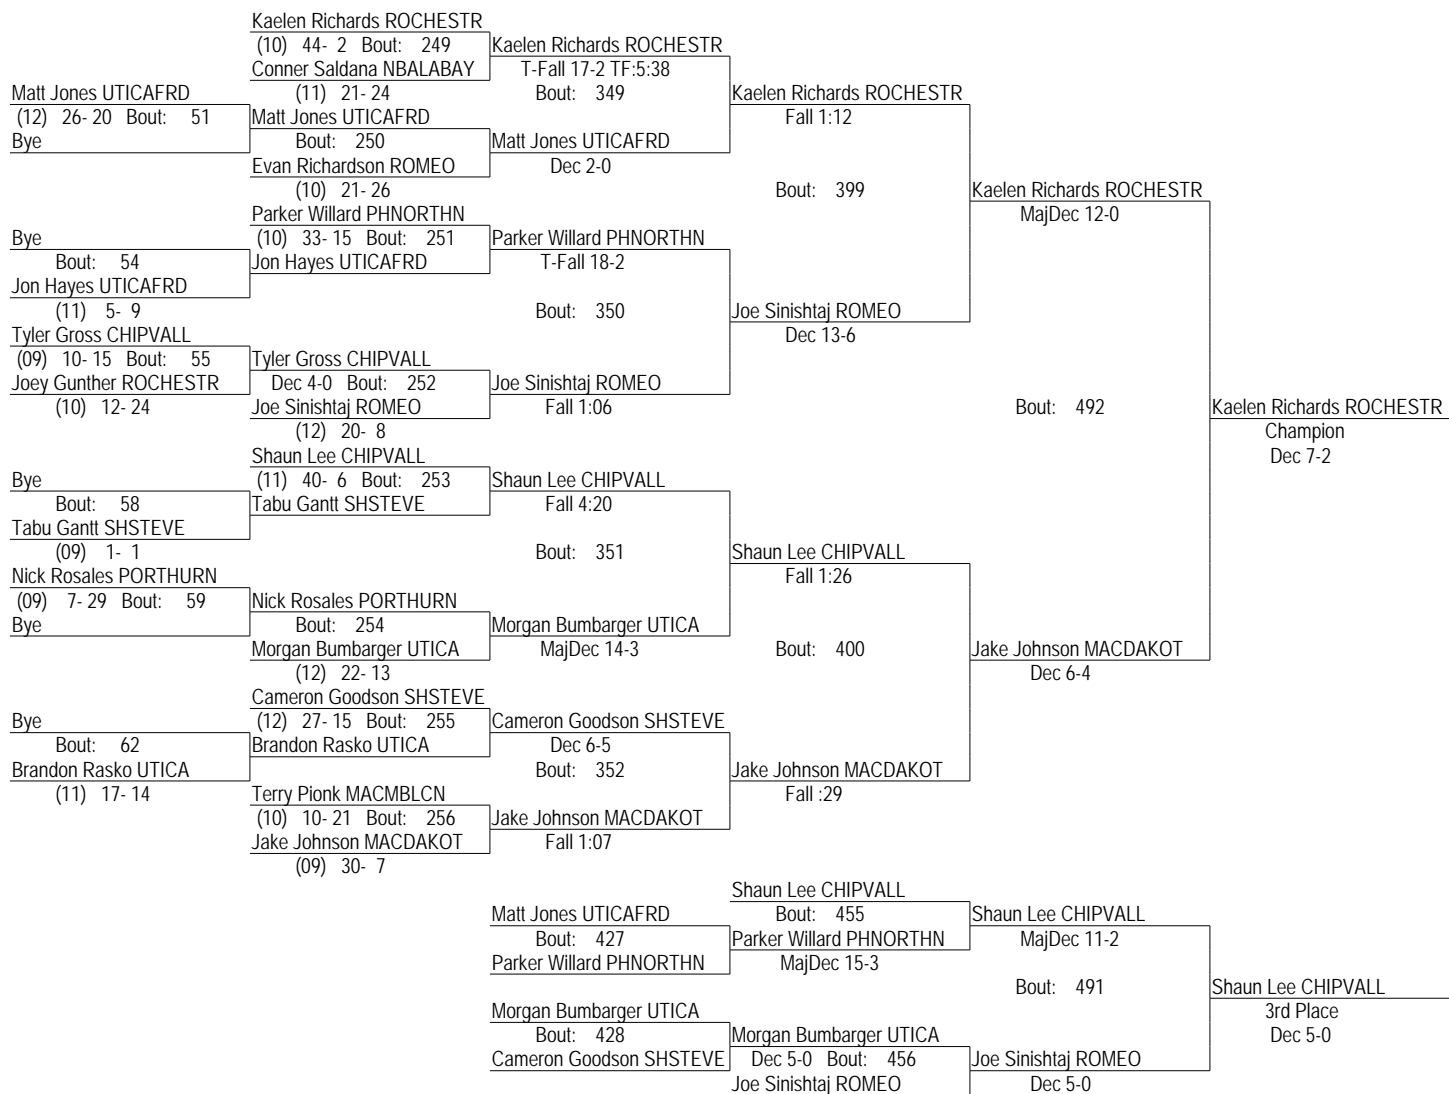 Kaelen Richards ROCHESTR
(10) 44- 2 Bout: 249
Conner Saldana NBALABAY
(11) 21- 24
Kaelen Richards ROCHESTR
T-Fall 17-2 TF:5:38
Bout: 349
Matt Jones UTICAFRD
(12) 26- 20 Bout: 51
Bye
Matt Jones UTICAFRD
Bout: 250
Evan Richardson ROMEO
(10) 21- 26
Matt Jones UTICAFRD
Dec 2-0
Kaelen Richards ROCHESTR
Fall 1:12
Bout: 399
Parker Willard PHNORTHN
(10) 33- 15 Bout: 251
Jon Hayes UTICAFRD
Bye
Bout: 54
Jon Hayes UTICAFRD
(11) 5- 9
Parker Willard PHNORTHN
T-Fall 18-2
Bout: 350
Tyler Gross CHIPVALL
(09) 10- 15 Bout: 55
Joey Gunther ROCHESTR
(10) 12- 24
Tyler Gross CHIPVALL
Dec 4-0 Bout: 252
Joe Sinishtaj ROMEO
(12) 20- 8
Joe Sinishtaj ROMEO
Fall 1:06
Joe Sinishtaj ROMEO
Dec 13-6
Kaelen Richards ROCHESTR
MajDec 12-0
Bout: 492
Kaelen Richards ROCHESTR
Champion
Dec 7-2
Shaun Lee CHIPVALL
(11) 40- 6 Bout: 253
Tabu Gantt SHSTEVE
Bye
Bout: 58
Tabu Gantt SHSTEVE
(09) 1- 1
Shaun Lee CHIPVALL
Fall 4:20
Bout: 351
Nick Rosales PORTHURN
(09) 7- 29 Bout: 59
Bye
Nick Rosales PORTHURN
Bout: 254
Morgan Bumbarger UTICA
(12) 22- 13
Morgan Bumbarger UTICA
MajDec 14-3
Shaun Lee CHIPVALL
Fall 1:26
Bout: 400
Cameron Goodson SHSTEVE
(12) 27- 15 Bout: 255
Brandon Rasko UTICA
Bye
Bout: 62
Brandon Rasko UTICA
(11) 17- 14
Cameron Goodson SHSTEVE
Dec 6-5
Bout: 352
Terry Pionk MACMBLCN
(10) 10- 21 Bout: 256
Jake Johnson MACDAKOT
(09) 30- 7
Jake Johnson MACDAKOT
Fall 1:07
Jake Johnson MACDAKOT
Fall :29
Jake Johnson MACDAKOT
Dec 6-4
Matt Jones UTICAFRD
Bout: 427
Parker Willard PHNORTHN
Shaun Lee CHIPVALL
Bout: 455
Parker Willard PHNORTHN
MajDec 15-3
Shaun Lee CHIPVALL
MajDec 11-2
Bout: 491
Morgan Bumbarger UTICA
Bout: 428
Cameron Goodson SHSTEVE
Morgan Bumbarger UTICA
Dec 5-0 Bout: 456
Joe Sinishtaj ROMEO
Joe Sinishtaj ROMEO
Dec 5-0
Shaun Lee CHIPVALL
3rd Place
Dec 5-0